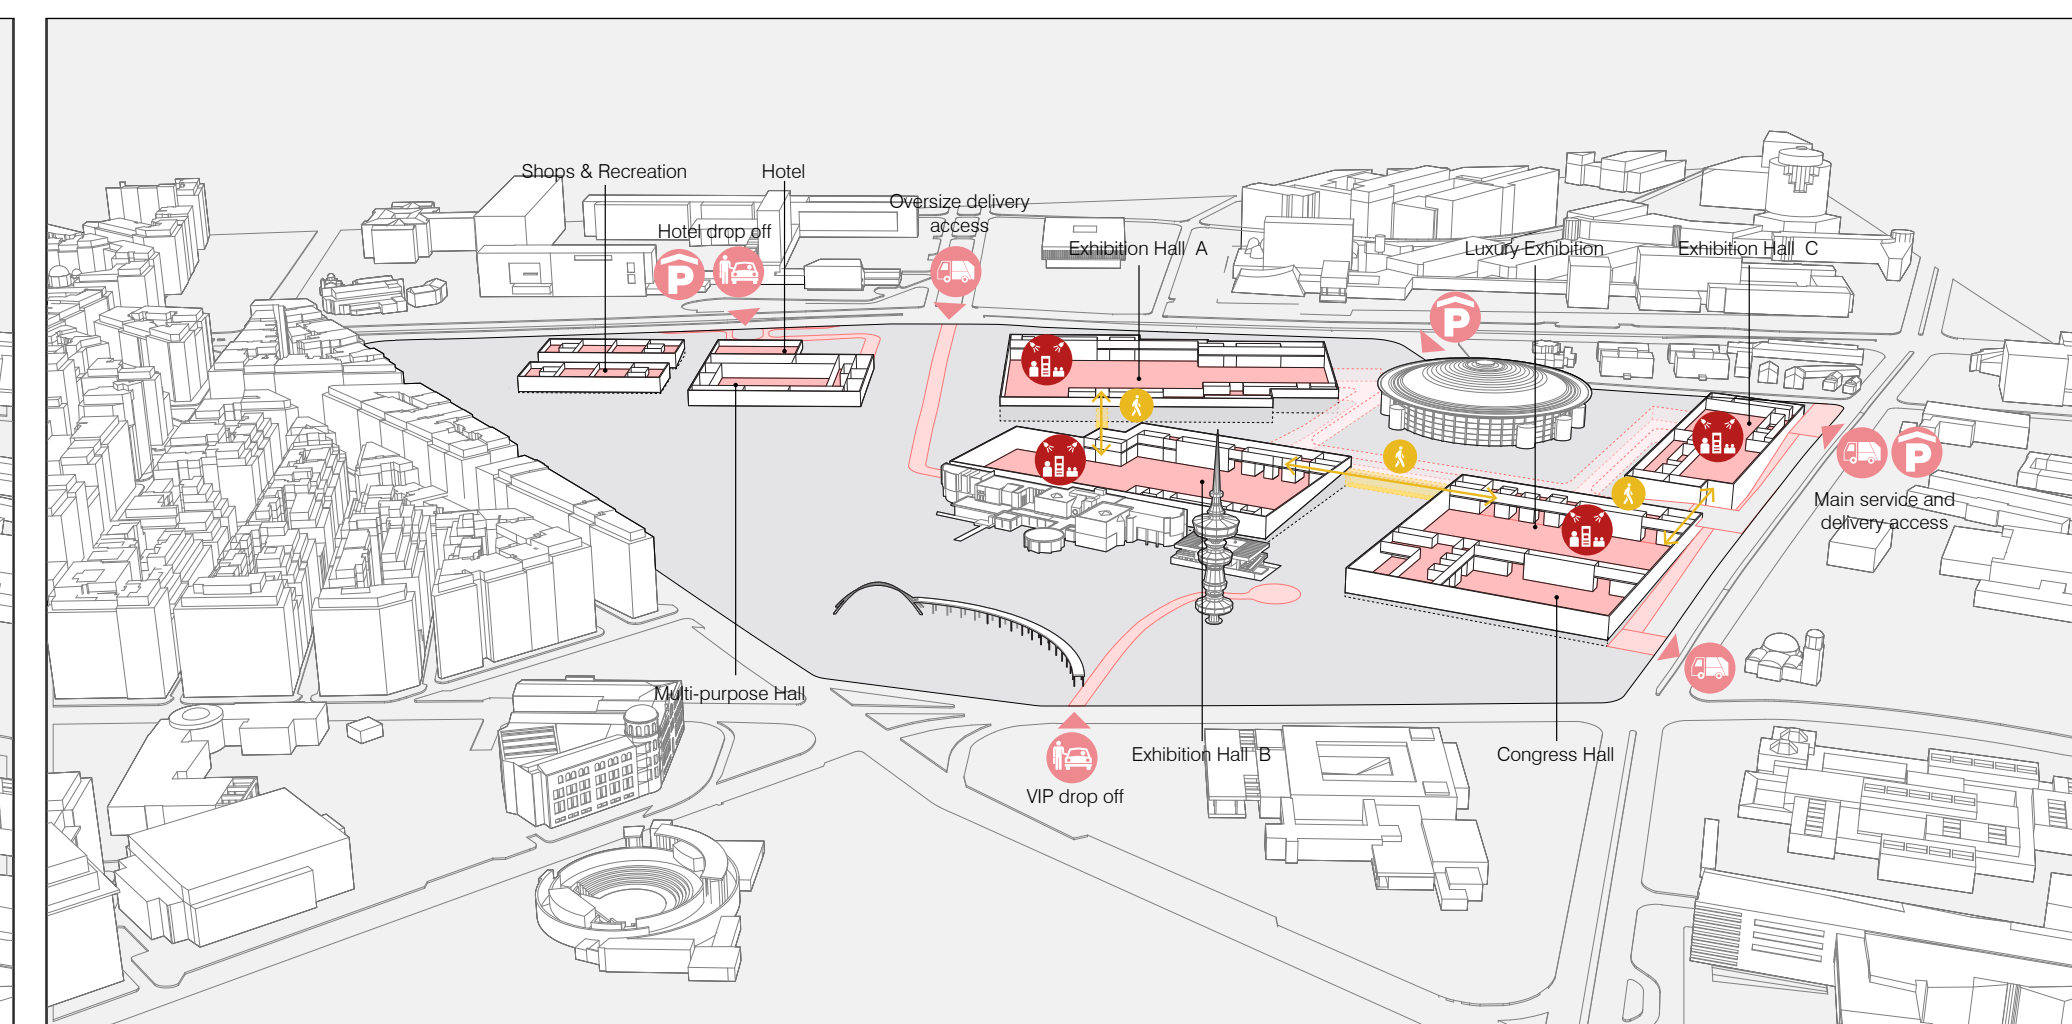 Shops & Recreation
Hotel
Oversize delivery
access
Hotel drop off
P
Exhibition Hall A
Luxury Exhibition
Exhibition Hall C
P
P
Main service and
delivery access
Multi-purpose Hall
Exhibition Hall B
Congress Hall
VIP drop off